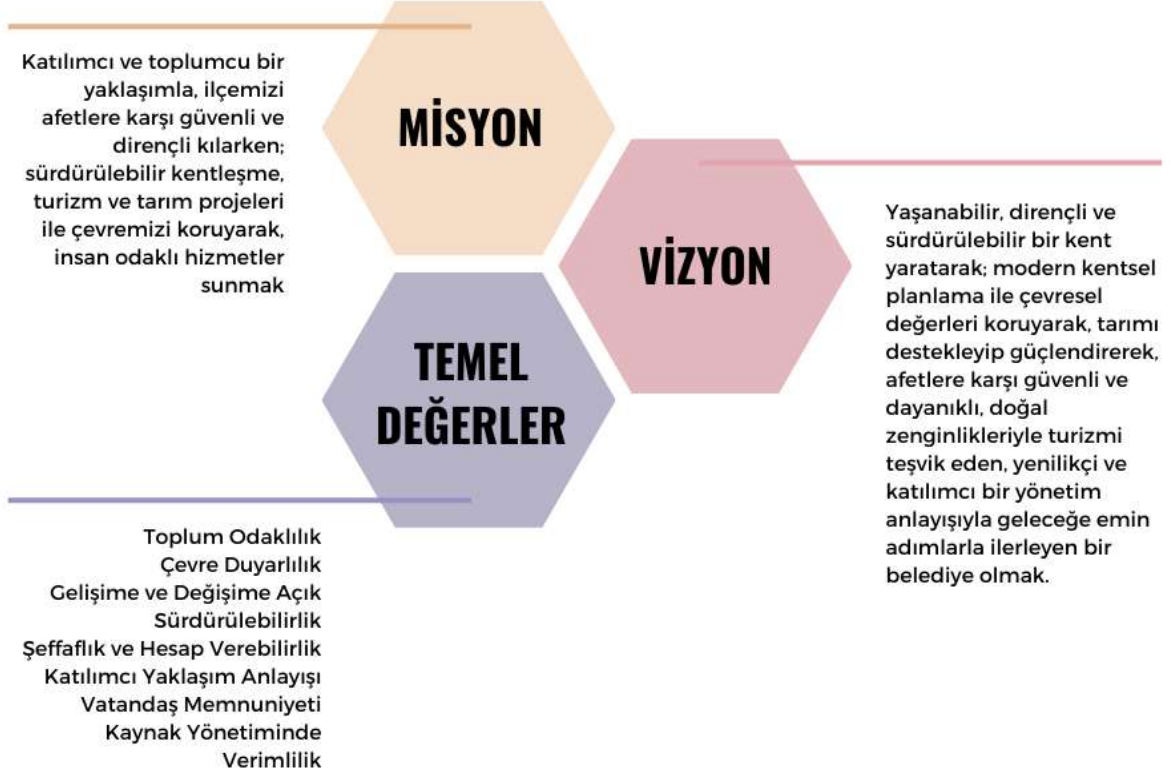 MİSYON
Katılımcı ve toplumcu bir
yaklaşımla, ilçemizi
afetlere karşı güvenli ve
dirençli kılarken;
sürdürülebilir kentleşme,
turizm ve tarım projeleri
ile çevremizi koruyarak,
insan odaklı hizmetler
sunmak
VİZYON
Yaşanabilir, dirençli ve
sürdürülebilir bir kent
yaratarak; modern kentsel
planlama ile çevresel
değerleri koruyarak, tarımı
destekleyip güçlendirerek,
afetlere karşı güvenli ve
dayanıklı, doğal
zenginlikleriyle turizmi
teşvik eden, yenilikçi ve
katılımcı bir yönetim
anlayışıyla geleceğe emin
adımlarla ilerleyen bir
belediye olmak.
TEMEL
DEĞERLER
Toplum Odaklılık
Çevre Duyarlılık
Gelişime ve Değişime Açık
Sürdürülebilirlik
Şeffaflık ve Hesap Verebilirlik
Katılımcı Yaklaşım Anlayışı
Vatandaş Memnuniyeti
Kaynak Yönetiminde
Verimlilik